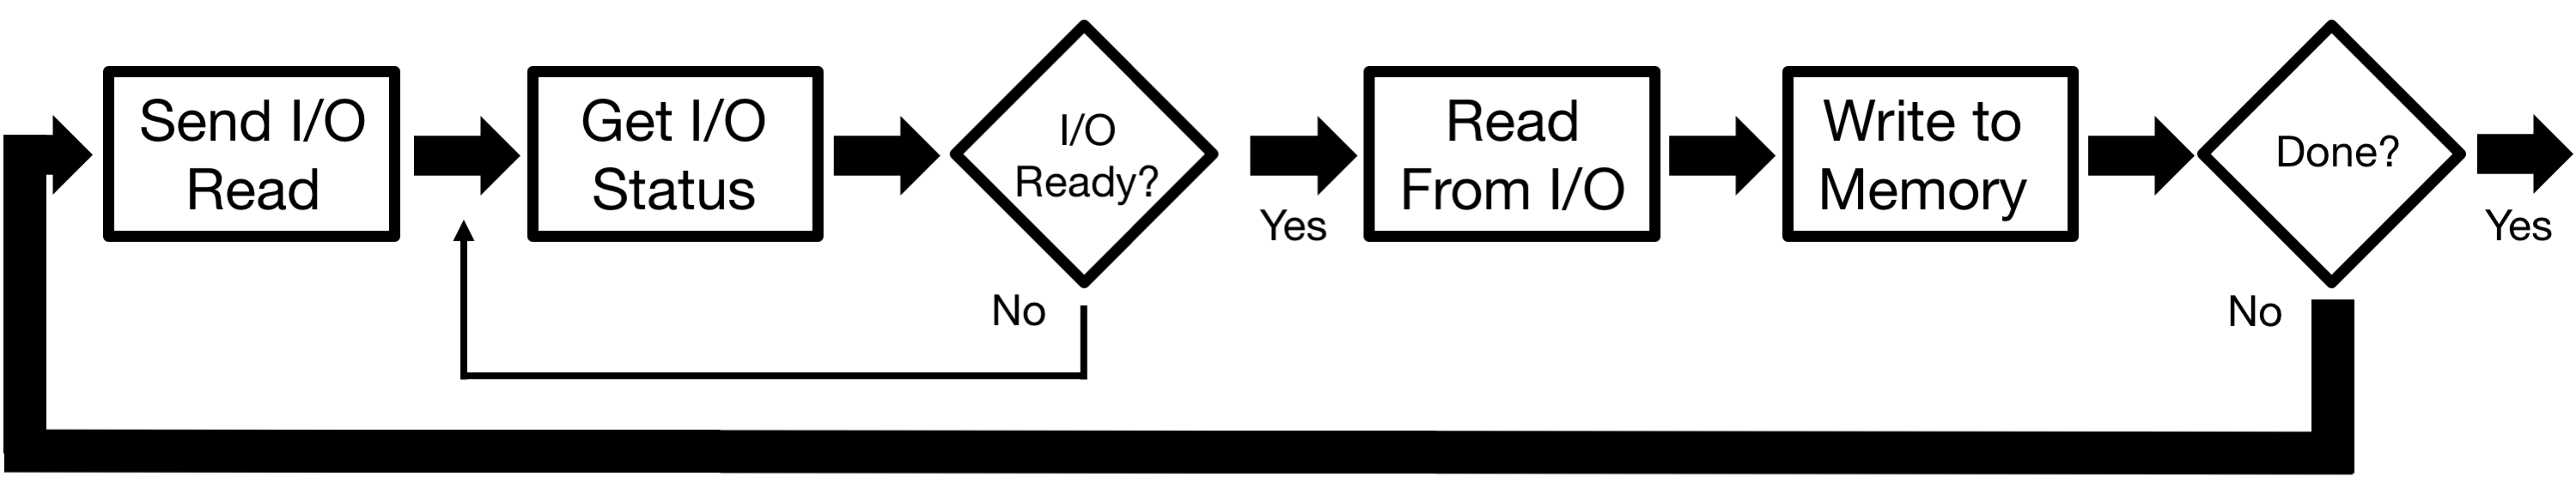 Send I/O
Read
Get I/O
Status
I/O
Ready?
No
Yes
Read
From I/O
Write to
Memory
Done?
No
Yes